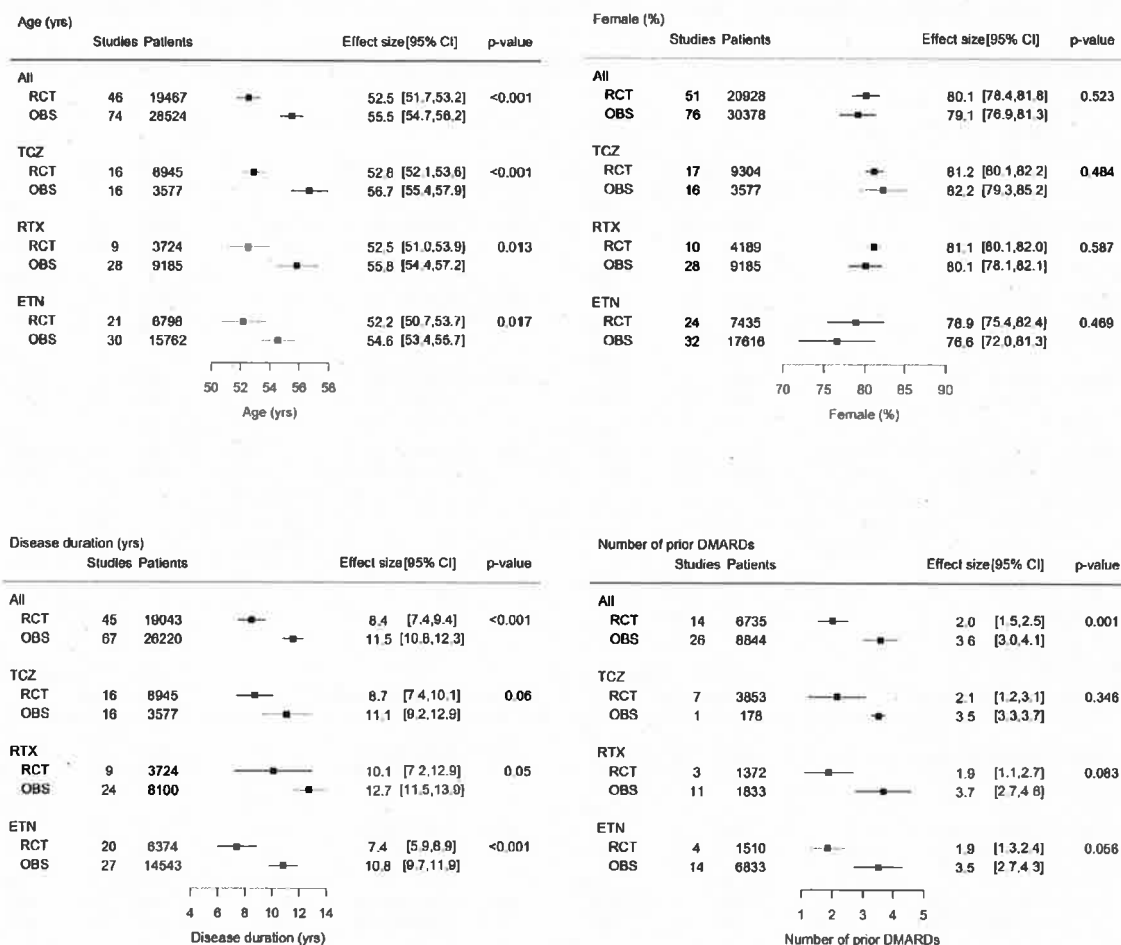 Age (yrs)
Studies Patients Effect size[95% CI] p-value
All
RCT 46 19467 52.5 [51.7,53.2] <0.001
OBS 74 28524 55.5 [54.7,56.2]
TCZ
RCT 16 8945 52.8 [52.1,53.6] <0.001
OBS 16 3577 56.7 [55.4,57.9]
RTX
RCT 9 3724 52.5 [51.0,53.9] 0.013
OBS 28 9185 55.8 [54.4,57.2]
ETN
RCT 21 6798 52.2 [50.7,53.7] 0.017
OBS 30 15762 54.6 [53.4,55.7]
50 52 54 56 58
Age (yrs)
Female (%)
Studies Patients Effect size[95% CI] p-value
All
RCT 51 20928 80.1 [78.4,81.8] 0.523
OBS 76 30378 79.1 [76.9,81.3]
TCZ
RCT 17 9304 81.2 [80.1,82.2] 0.484
OBS 16 3577 82.2 [79.3,85.2]
RTX
RCT 10 4189 81.1 [80.1,82.0] 0.587
OBS 28 9185 80.1 [78.1,82.1]
ETN
RCT 24 7435 78.9 [75.4,82.4] 0.469
OBS 32 17616 76.6 [72.0,81.3]
70 75 80 85 90
Female (%)
Disease duration (yrs)
Studies Patients Effect size[95% CI] p-value
All
RCT 45 19043 8.4 [7.4,9.4] <0.001
OBS 67 26220 11.5 [10.8,12.3]
TCZ
RCT 16 8945 8.7 [7.4,10.1] 0.06
OBS 16 3577 11.1 [9.2,12.9]
RTX
RCT 9 3724 10.1 [7.2,12.9] 0.05
OBS 24 8100 12.7 [11.5,13.9]
ETN
RCT 20 6374 7.4 [5.9,8.9] <0.001
OBS 27 14543 10.8 [9.7,11.9]
4 6 8 10 12 14
Disease duration (yrs)
Number of prior DMARDs
Studies Patients Effect size[95% CI] p-value
All
RCT 14 6735 2.0 [1.5,2.5] 0.001
OBS 26 8844 3.6 [3.0,4.1]
TCZ
RCT 7 3853 2.1 [1.2,3.1] 0.346
OBS 1 178 3.5 [3.3,3.7]
RTX
RCT 3 1372 1.9 [1.1,2.7] 0.083
OBS 11 1833 3.7 [2.7,4.6]
ETN
RCT 4 1510 1.9 [1.3,2.4] 0.056
OBS 14 6833 3.5 [2.7,4.3]
1 2 3 4 5
Number of prior DMARDs